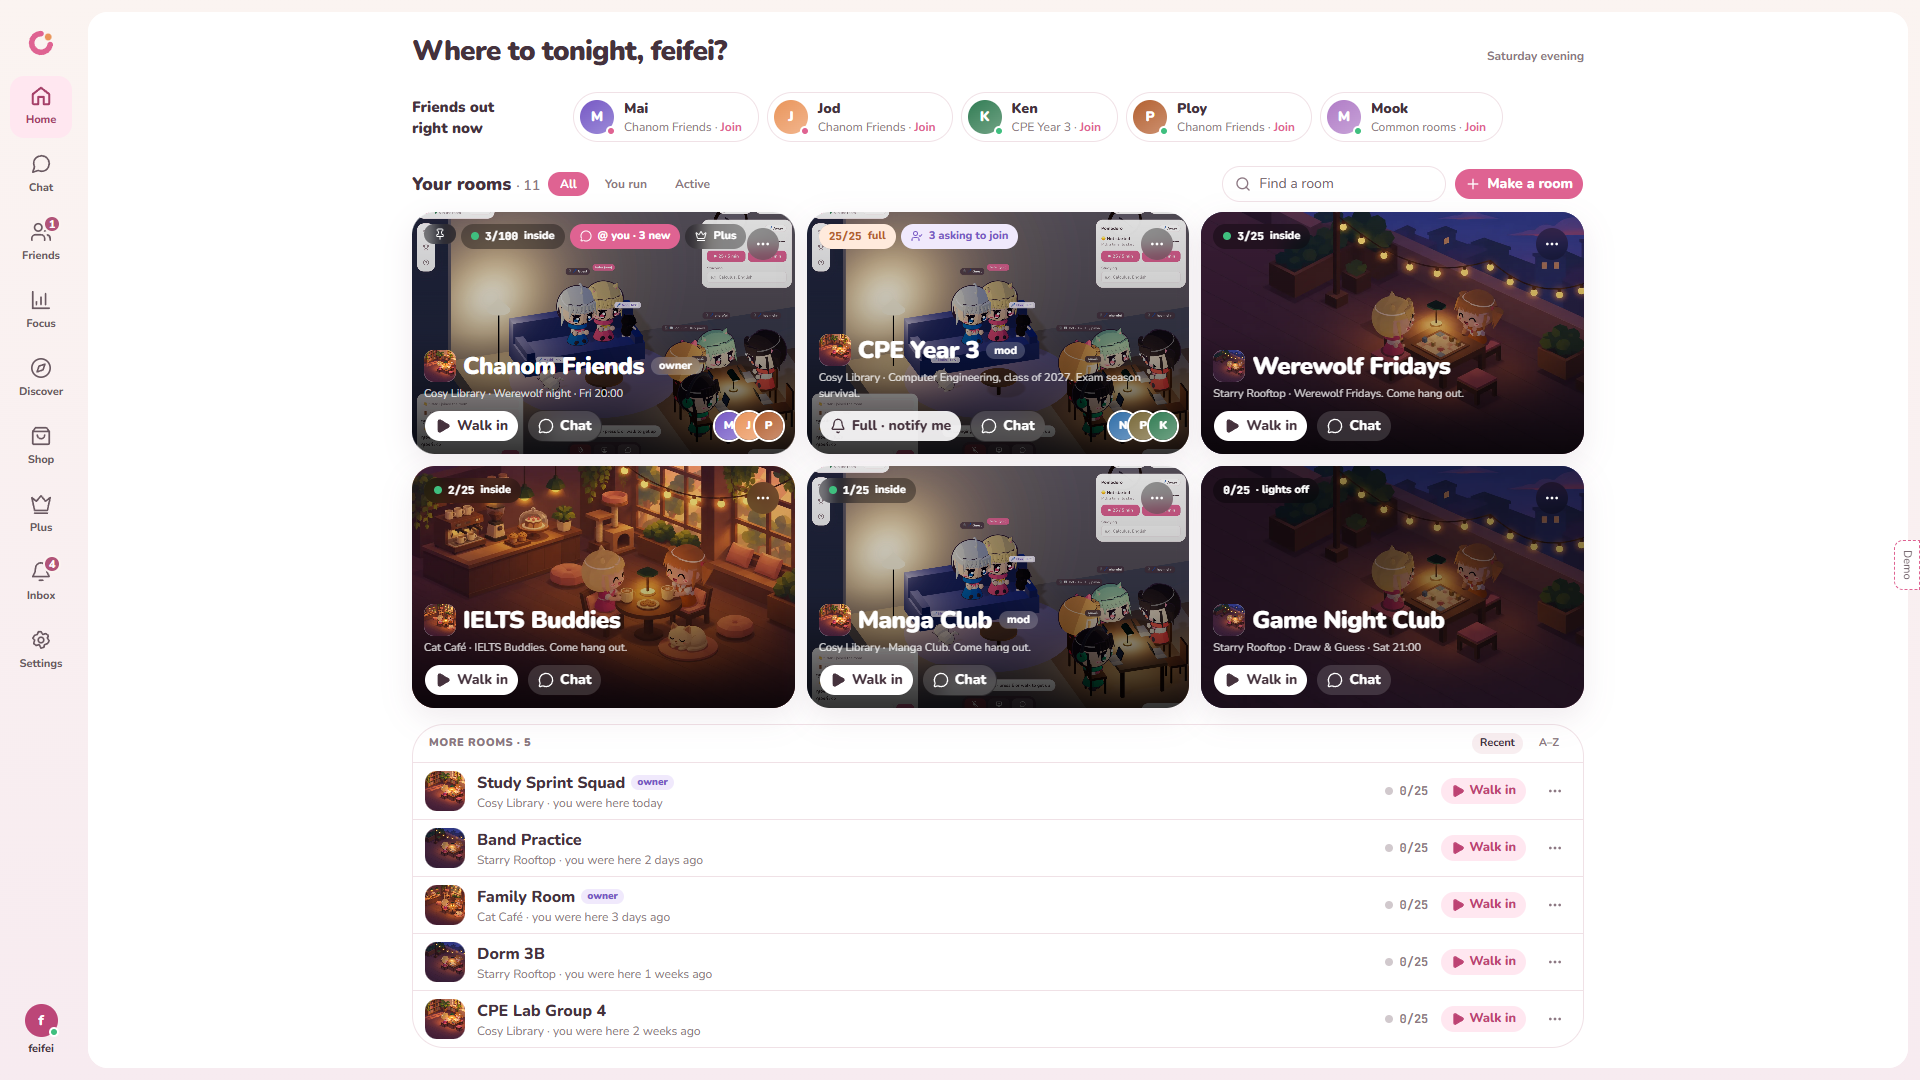 Where to tonight, feifei?
Saturday evening
Home
Chat
1
Friends
Focus
Discover
Shop
Plus
4
Inbox
Settings
f
feifei
Friends out
right now
M
Mai
Chanom Friends · Join
J
Jod
Chanom Friends · Join
K
Ken
CPE Year 3 · Join
P
Ploy
Chanom Friends · Join
M
Mook
Common rooms · Join
Your rooms · 11
All
You run
Active
Find a room
+ Make a room
3/100 inside
@ you · 3 new
Plus
Chanom Friends owner
Cosy Library · Werewolf night · Fri 20:00
Walk in
Chat
M J P
25/25 full
3 asking to join
CPE Year 3 mod
Cosy Library · Computer Engineering, class of 2027. Exam season
survival.
Full · notify me
Chat
N P K
3/25 inside
Werewolf Fridays
Starry Rooftop · Werewolf Fridays. Come hang out.
Walk in
Chat
2/25 inside
IELTS Buddies
Cat Café · IELTS Buddies. Come hang out.
Walk in
Chat
1/25 inside
Manga Club mod
Cosy Library · Manga Club. Come hang out.
Walk in
Chat
0/25 · lights off
Game Night Club
Starry Rooftop · Draw & Guess · Sat 21:00
Walk in
Chat
MORE ROOMS · 5
Recent
A–Z
Study Sprint Squad owner
Cosy Library · you were here today
0/25
Walk in
Band Practice
Starry Rooftop · you were here 2 days ago
0/25
Walk in
Family Room owner
Cat Café · you were here 3 days ago
0/25
Walk in
Dorm 3B
Starry Rooftop · you were here 1 weeks ago
0/25
Walk in
CPE Lab Group 4
Cosy Library · you were here 2 weeks ago
0/25
Walk in
Demo